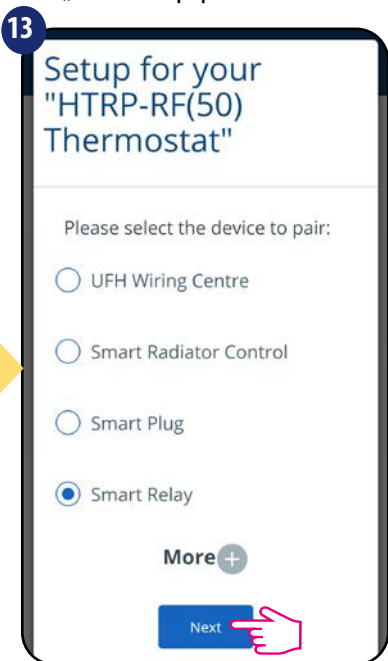 13
Setup for your
"HTRP-RF(50)
Thermostat"
Please select the device to pair:
UFH Wiring Centre
Smart Radiator Control
Smart Plug
Smart Relay
More
Next